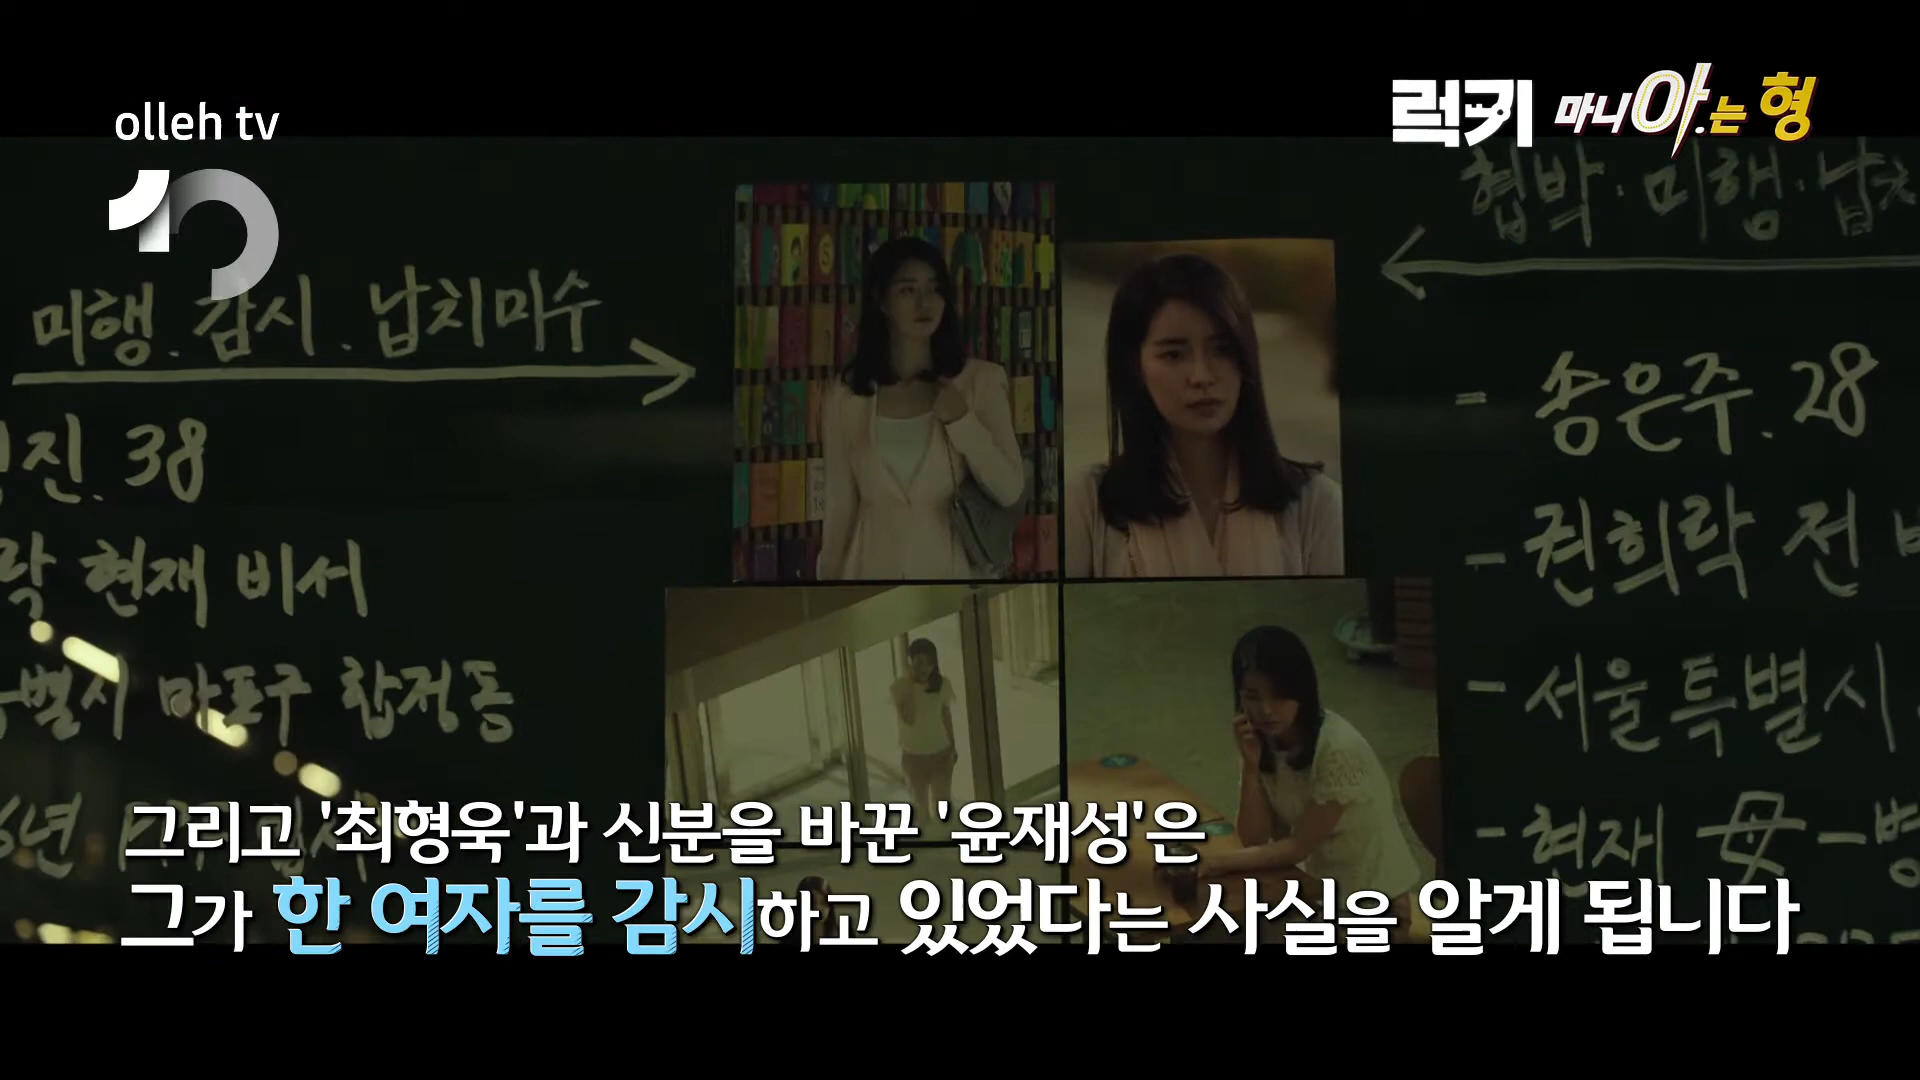 olleh tv
10
럭키 마니아는 형
협박·미행·납치
미행.감시.납치미수
진.38
송은주.28
락 현재 비서
권희락 전
별시 마포구 합정동
서울특별시
년
현재 母-병
그리고 '최형욱'과 신분을 바꾼 '윤재성'은
그가 한 여자를 감시하고 있었다는 사실을 알게 됩니다